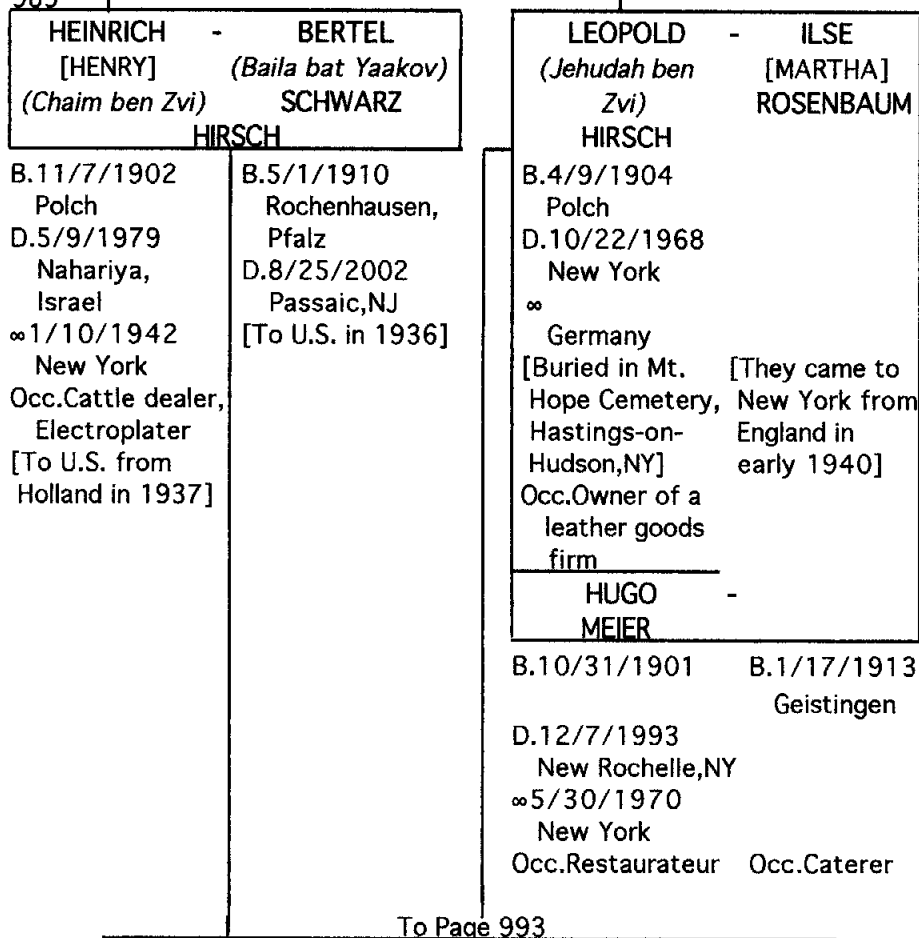 HEINRICH - BERTEL
[HENRY] (Baila bat Yaakov)
(Chaim ben Zvi) SCHWARZ
HIRSCH
B.11/7/1902
Polch
D.5/9/1979
Nahariya,
Israel
∞1/10/1942
New York
Occ.Cattle dealer,
Electroplater
[To U.S. from
Holland in 1937]
B.5/1/1910
Rochenhausen,
Pfalz
D.8/25/2002
Passaic,NJ
[To U.S. in 1936]
LEOPOLD - ILSE
(Jehudah ben [MARTHA]
Zvi) ROSENBAUM
HIRSCH
B.4/9/1904
Polch
D.10/22/1968
New York
∞
Germany
[Buried in Mt.
Hope Cemetery,
Hastings-on-
Hudson,NY]
Occ.Owner of a
leather goods
firm
[They came to
New York from
England in
early 1940]
HUGO -
MEIER
B.10/31/1901 B.1/17/1913
Geistingen
D.12/7/1993
New Rochelle,NY
∞5/30/1970
New York
Occ.Restaurateur Occ.Caterer
To Page 993